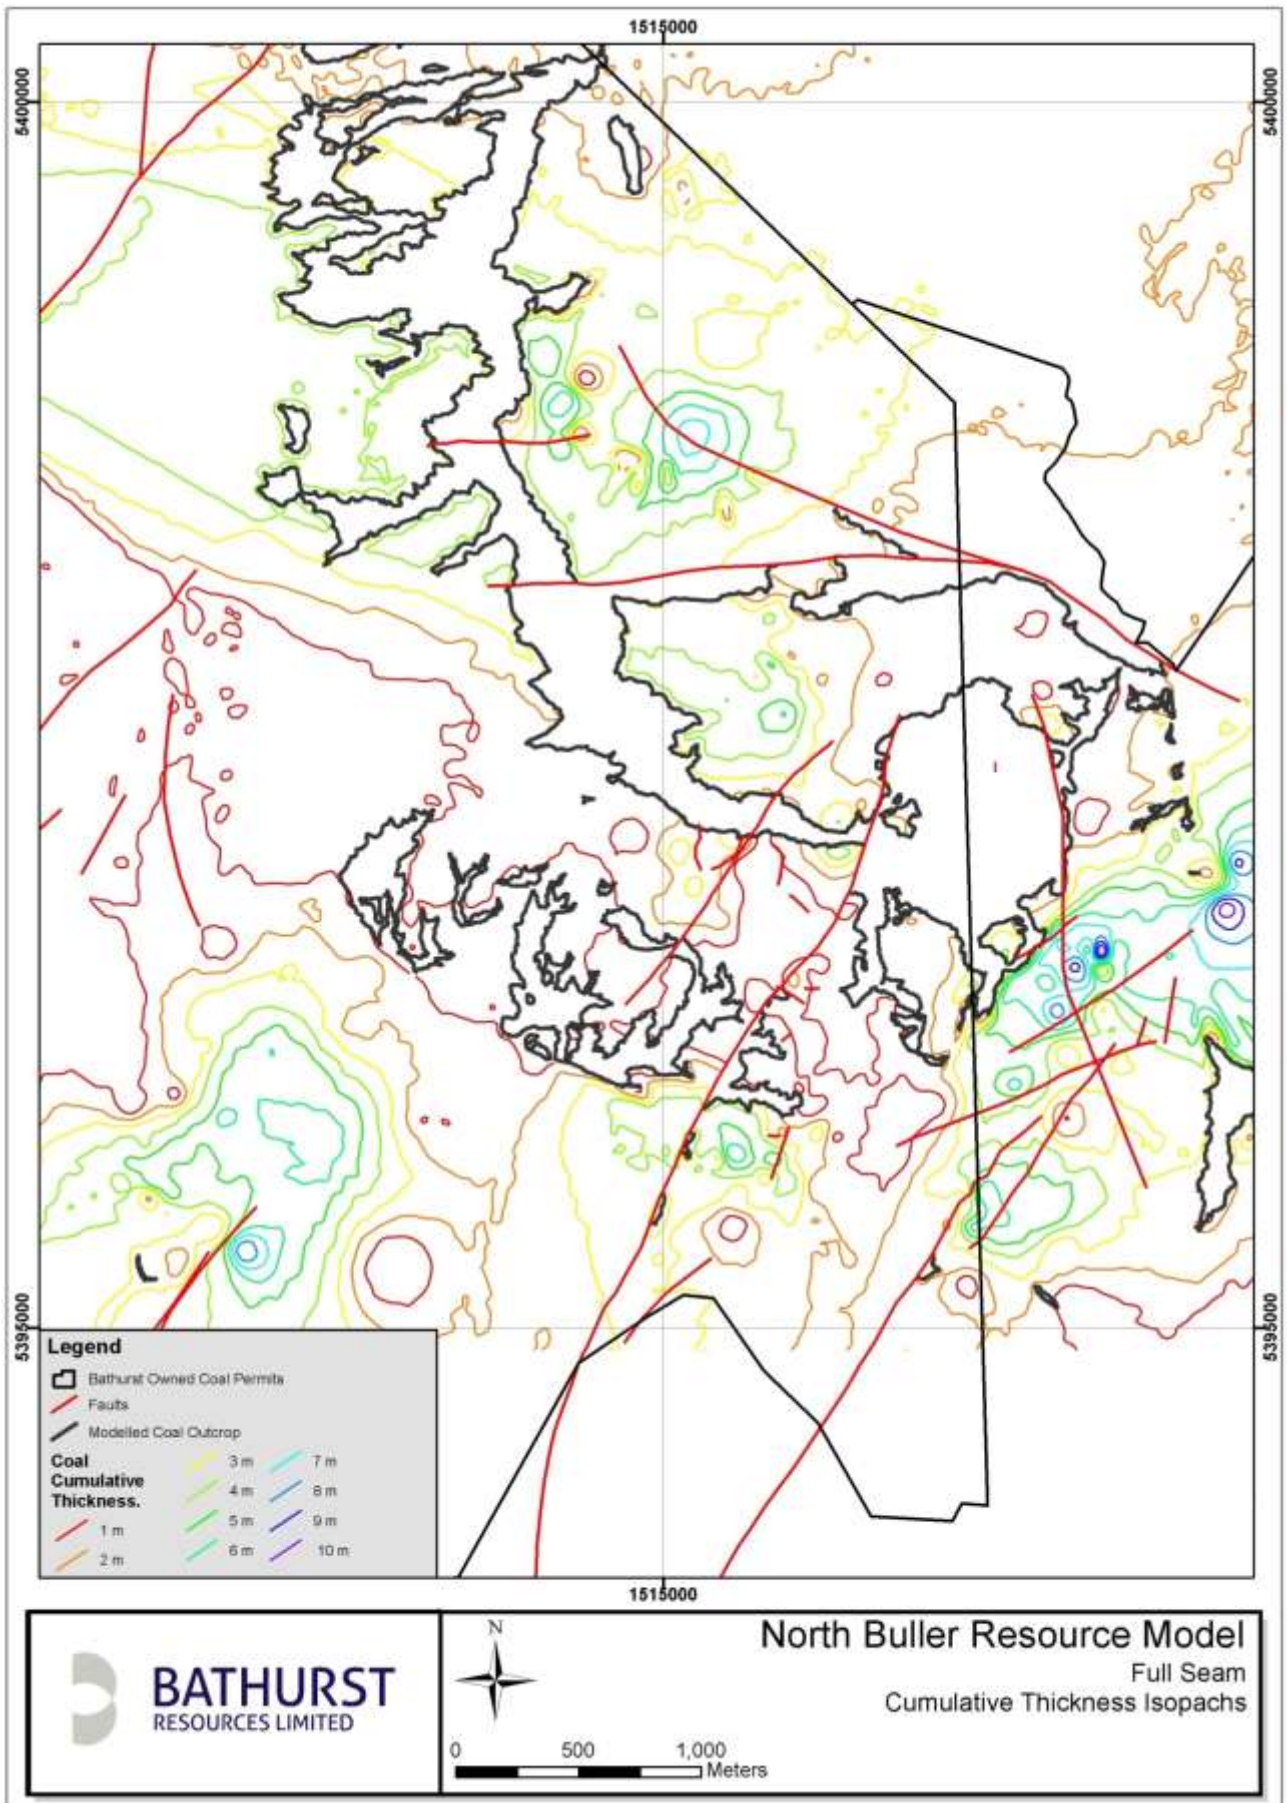 1515000
5400000
5400000
5395000
5395000
Legend
Bathurst Owned Coal Permits
Faults
Modelled Coal Outcrop
Coal
Cumulative
Thickness.
1 m
2 m
3 m
4 m
5 m
6 m
7 m
8 m
9 m
10 m
1515000
BATHURST
RESOURCES LIMITED
N
0 500 1,000
Meters
North Buller Resource Model
Full Seam
Cumulative Thickness Isopachs